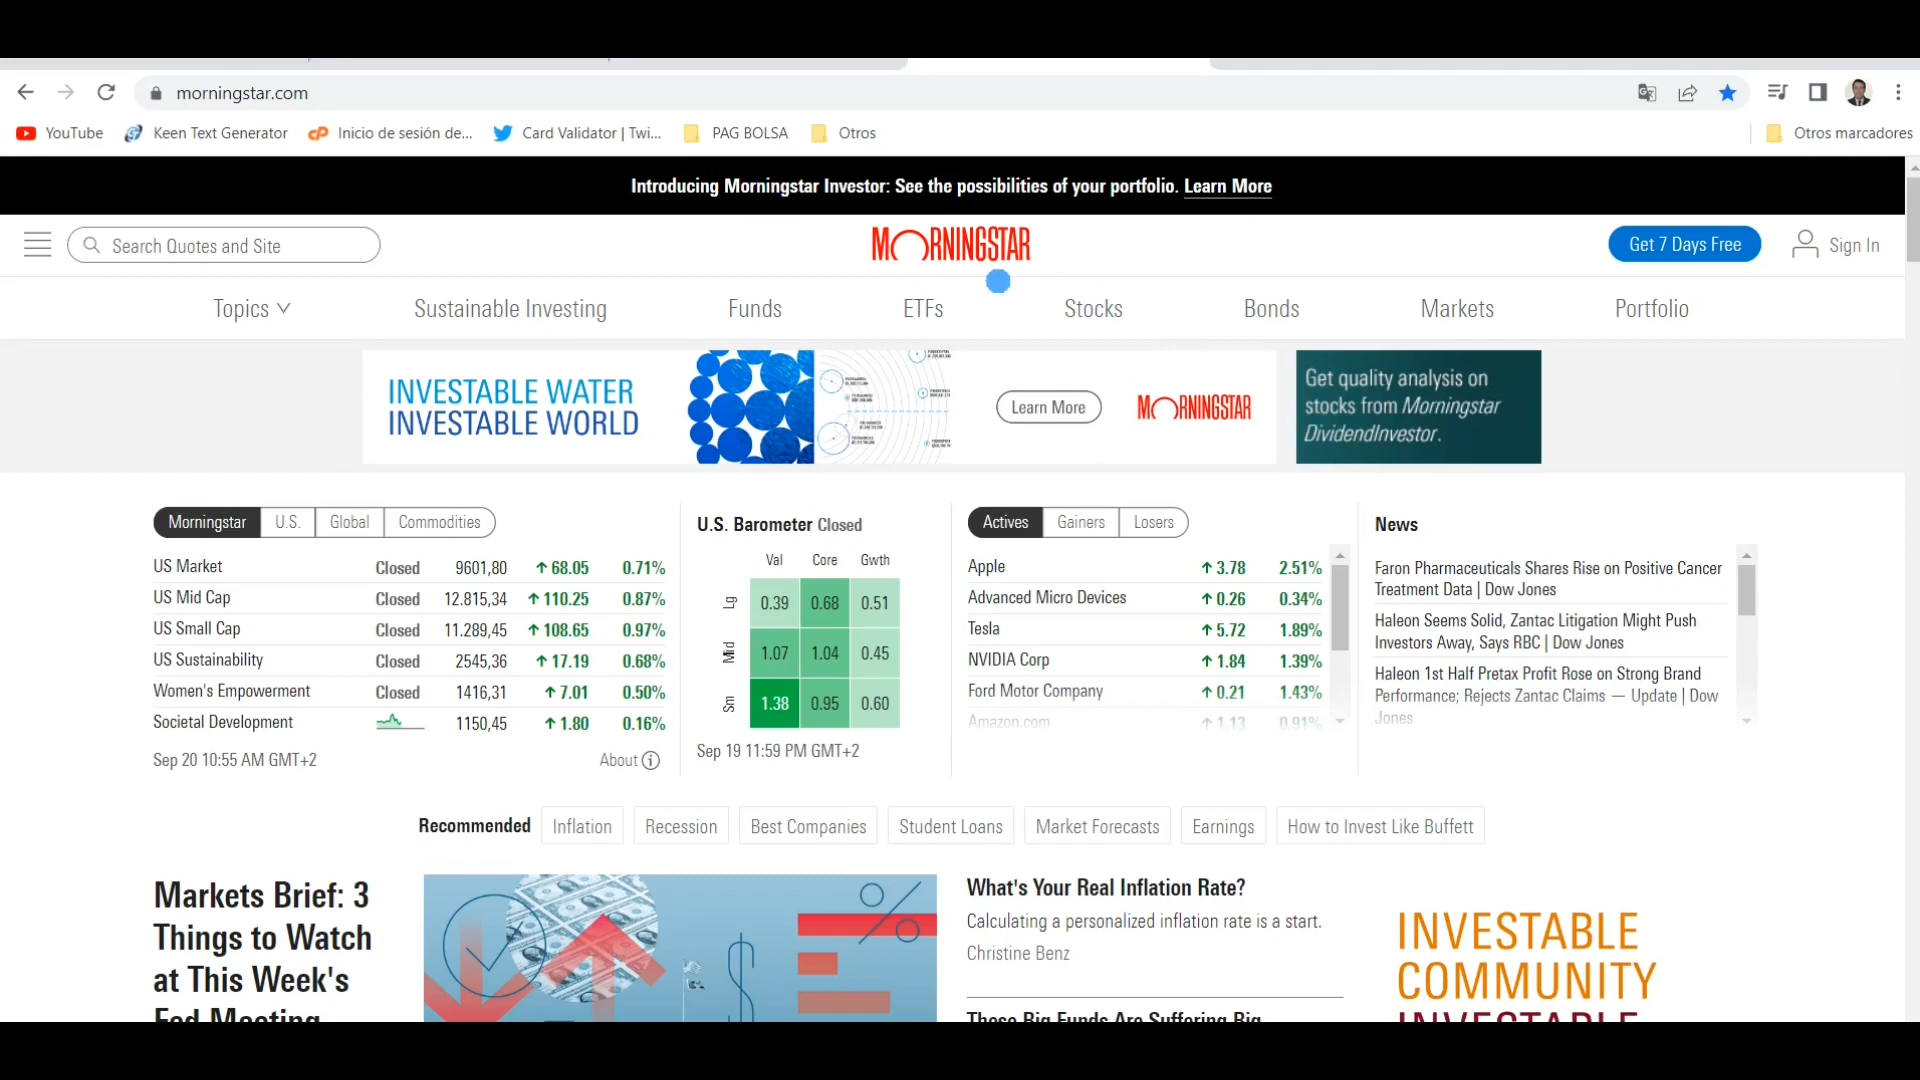 morningstar.com
YouTube Keen Text Generator Inicio de sesión de... Card Validator | Twi... PAG BOLSA Otros Otros marcadores
Introducing Morningstar Investor: See the possibilities of your portfolio. Learn More
Search Quotes and Site MORNINGSTAR Get 7 Days Free Sign In
Topics Sustainable Investing Funds ETFs Stocks Bonds Markets Portfolio
INVESTABLE WATER
INVESTABLE WORLD
Learn More
MORNINGSTAR
Get quality analysis on
stocks from Morningstar
DividendInvestor.
Morningstar U.S. Global Commodities
US Market Closed 9601,80 ↑ 68.05 0.71%
US Mid Cap Closed 12.815,34 ↑ 110.25 0.87%
US Small Cap Closed 11.289,45 ↑ 108.65 0.97%
US Sustainability Closed 2545,36 ↑ 17.19 0.68%
Women's Empowerment Closed 1416,31 ↑ 7.01 0.50%
Societal Development 1150,45 ↑ 1.80 0.16%
Sep 20 10:55 AM GMT+2 About
U.S. Barometer Closed
Val Core Gwth
Lg 0.39 0.68 0.51
Mid 1.07 1.04 0.45
Sm 1.38 0.95 0.60
Sep 19 11:59 PM GMT+2
Actives Gainers Losers
Apple ↑ 3.78 2.51%
Advanced Micro Devices ↑ 0.26 0.34%
Tesla ↑ 5.72 1.89%
NVIDIA Corp ↑ 1.84 1.39%
Ford Motor Company ↑ 0.21 1.43%
Amazon.com ↑ 1.13 0.91%
News
Faron Pharmaceuticals Shares Rise on Positive Cancer
Treatment Data | Dow Jones
Haleon Seems Solid, Zantac Litigation Might Push
Investors Away, Says RBC | Dow Jones
Haleon 1st Half Pretax Profit Rose on Strong Brand
Performance; Rejects Zantac Claims — Update | Dow
Jones
Recommended Inflation Recession Best Companies Student Loans Market Forecasts Earnings How to Invest Like Buffett
Markets Brief: 3
Things to Watch
at This Week's
Fed Meeting
What's Your Real Inflation Rate?
Calculating a personalized inflation rate is a start.
Christine Benz
These Big Funds Are Suffering Big
INVESTABLE
COMMUNITY
INVESTABLE